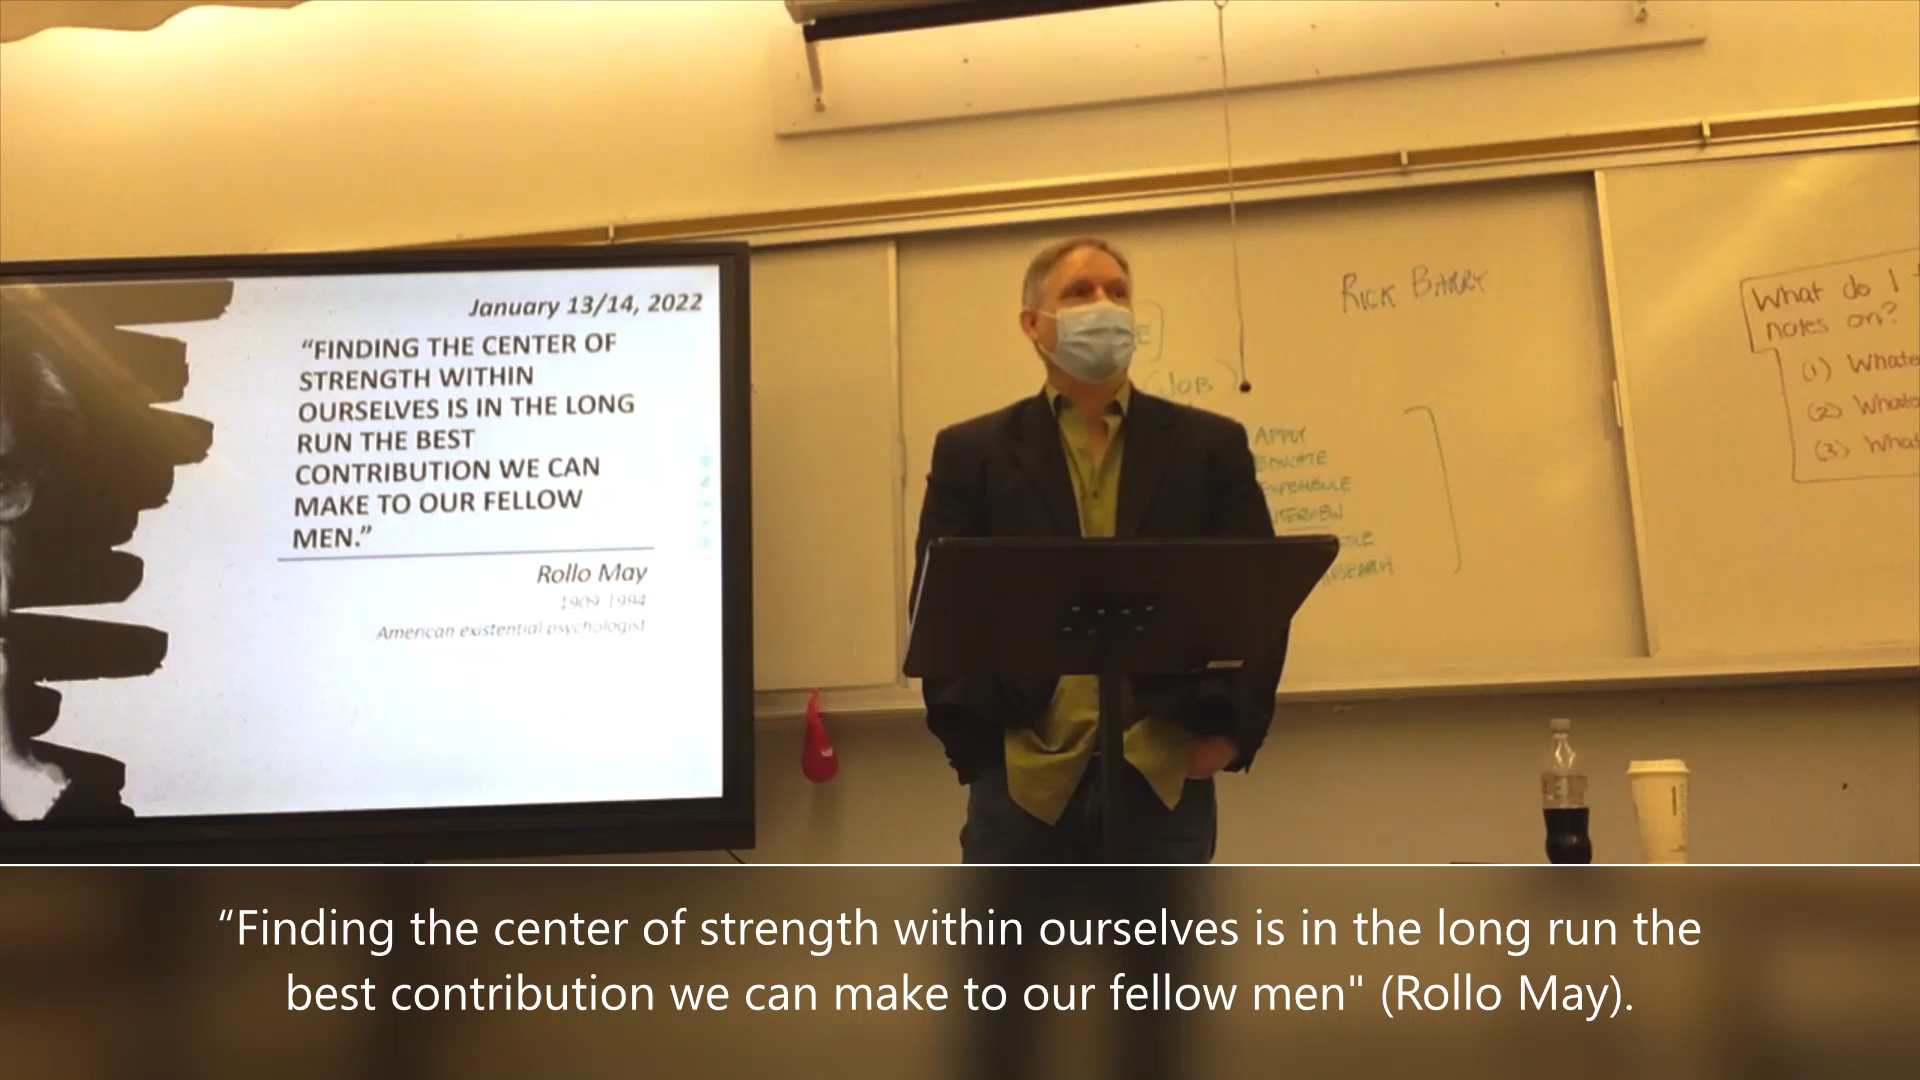 January 13/14, 2022
“FINDING THE CENTER OF
STRENGTH WITHIN
OURSELVES IS IN THE LONG
RUN THE BEST
CONTRIBUTION WE CAN
MAKE TO OUR FELLOW
MEN.”
Rollo May
1909-1994
American existential psychologist
RICK BARRY
(JOB)
APPLY
EDUCATE
EXPERIENCE
INTERVIEW
What do I
notes on?
(1)
(2)
(3)
“Finding the center of strength within ourselves is in the long run the
best contribution we can make to our fellow men" (Rollo May).